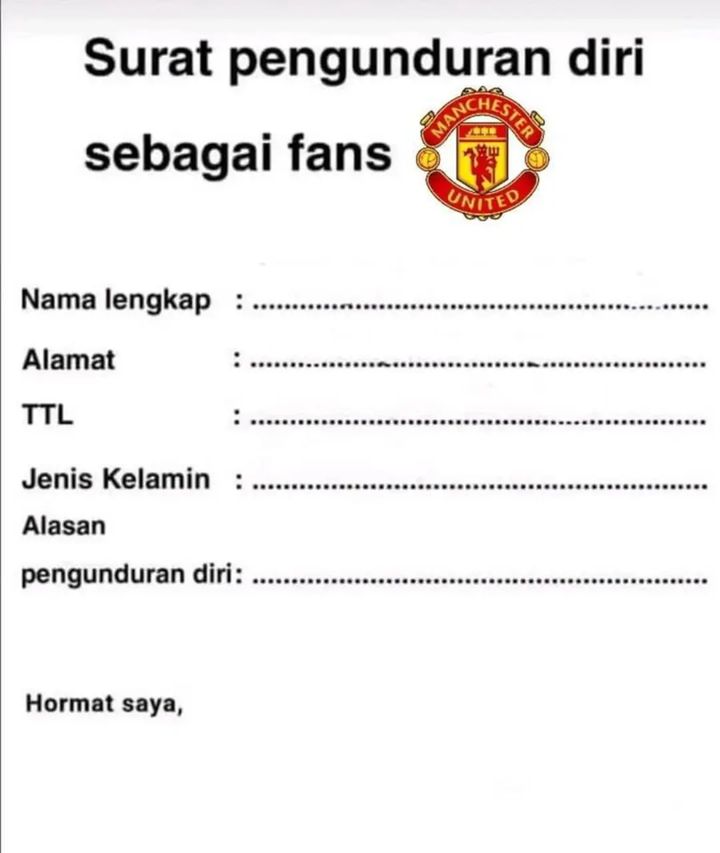 Surat pengunduran diri
sebagai fans
MANCHESTER
UNITED
Nama lengkap : ..........................................................
Alamat : ..........................................................
TTL : ..........................................................
Jenis Kelamin : ..........................................................
Alasan
pengunduran diri: ..........................................................
Hormat saya,